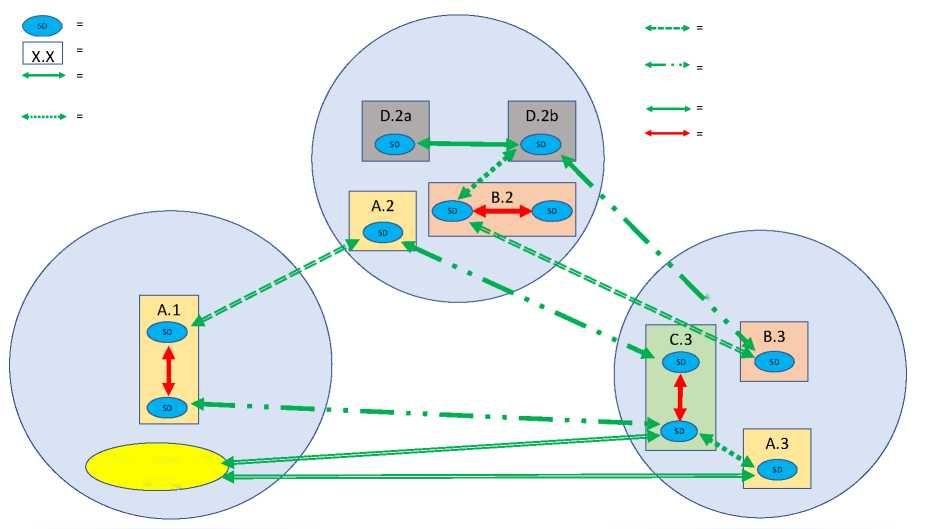 SD =
X.X =
=
=
=
=
=
=
D.2a
D.2b
SD
SD
A.2
B.2
SD
SD
SD
A.1
SD
SD
C.3
B.3
SD
SD
SD
A.3
SD